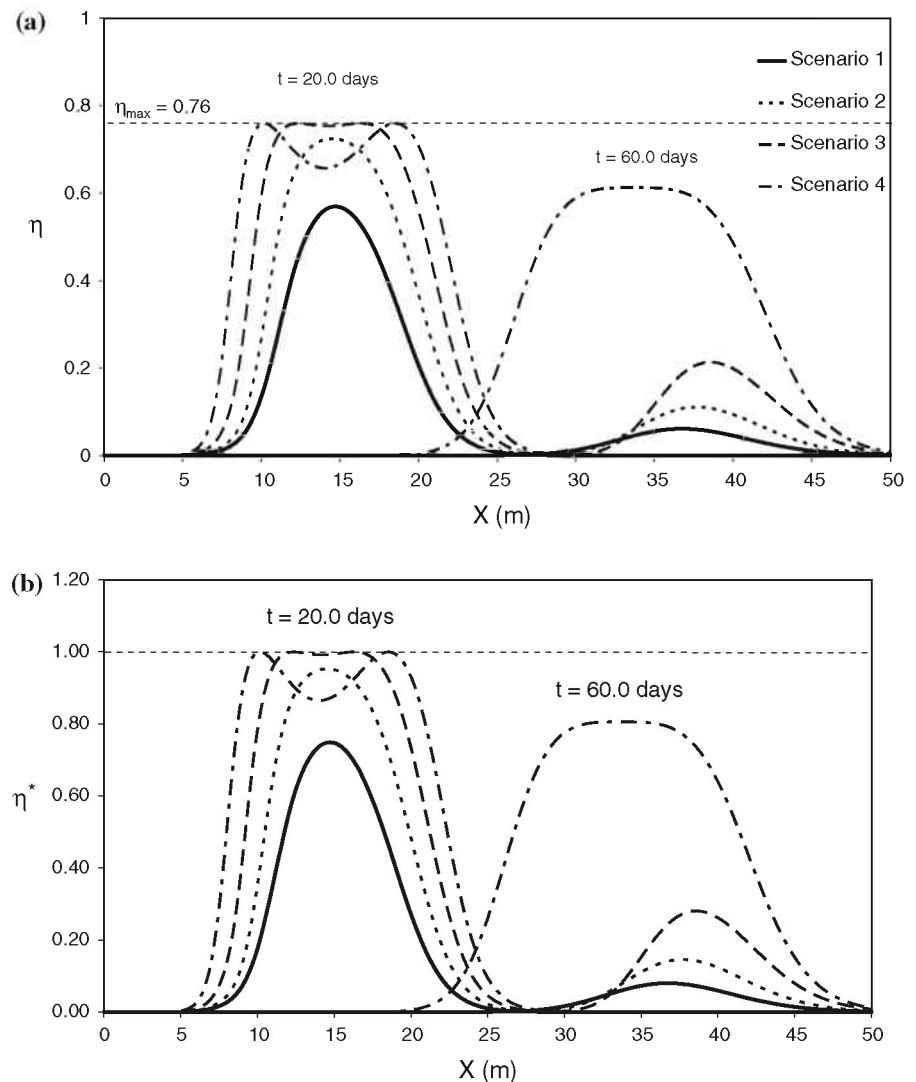 (a)
1
t = 20.0 days
Scenario 1
0.8
ηmax = 0.76
Scenario 2
t = 60.0 days
Scenario 3
0.6
Scenario 4
η
0.4
0.2
0
0 5 10 15 20 25 30 35 40 45 50
X (m)
(b)
1.20
t = 20.0 days
1.00
t = 60.0 days
0.80
η*
0.60
0.40
0.20
0.00
0 5 10 15 20 25 30 35 40 45 50
X (m)